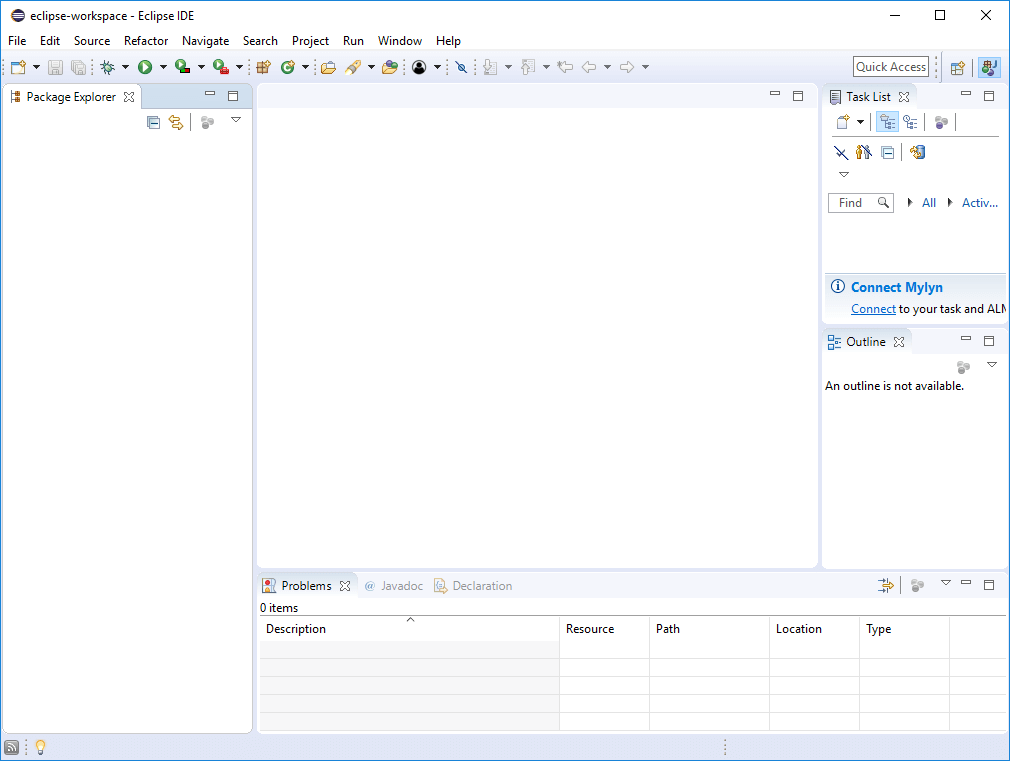 eclipse-workspace - Eclipse IDE
File Edit Source Refactor Navigate Search Project Run Window Help
Quick Access
Package Explorer
Task List
Find All Activ...
Connect Mylyn
Connect to your task and ALM
Outline
An outline is not available.
Problems @ Javadoc Declaration
0 items
Description Resource Path Location Type